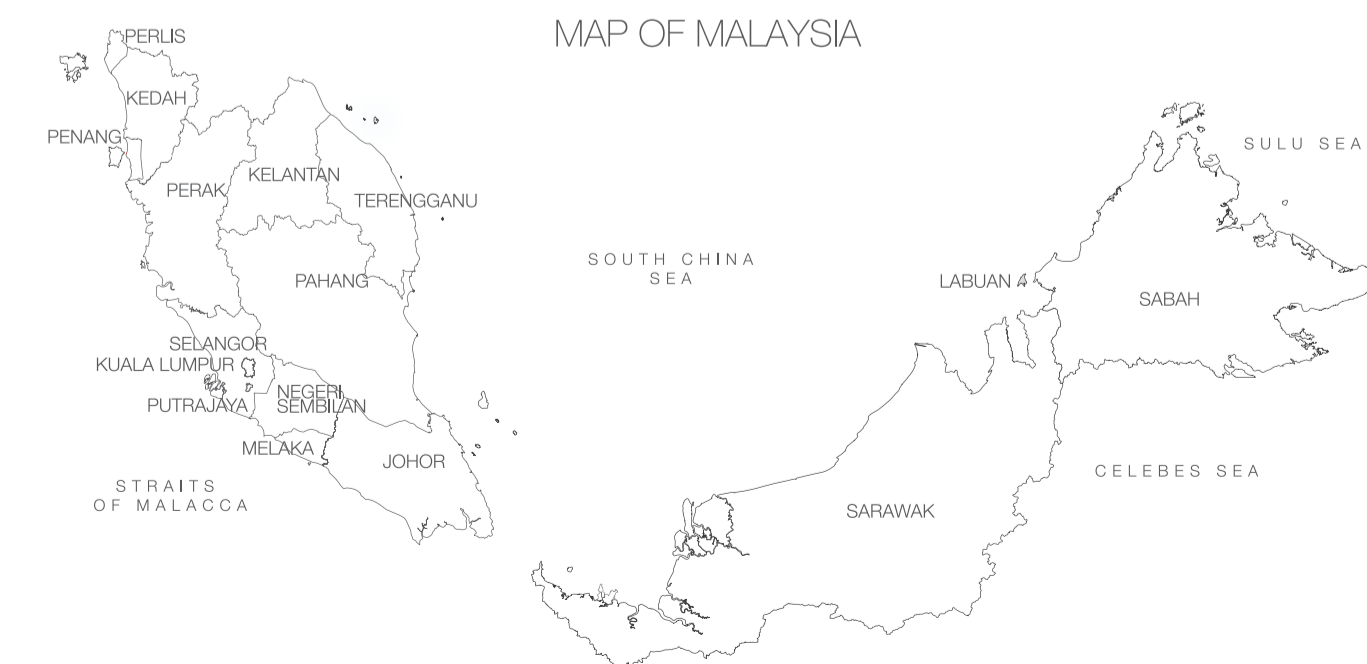 MAP OF MALAYSIA
PERLIS
KEDAH
PENANG
PERAK
KELANTAN
TERENGGANU
PAHANG
SELANGOR
KUALA LUMPUR
PUTRAJAYA
NEGERI
SEMBILAN
MELAKA
JOHOR
STRAITS
OF MALACCA
SOUTH CHINA
SEA
SULU SEA
LABUAN
SABAH
SARAWAK
CELEBES SEA